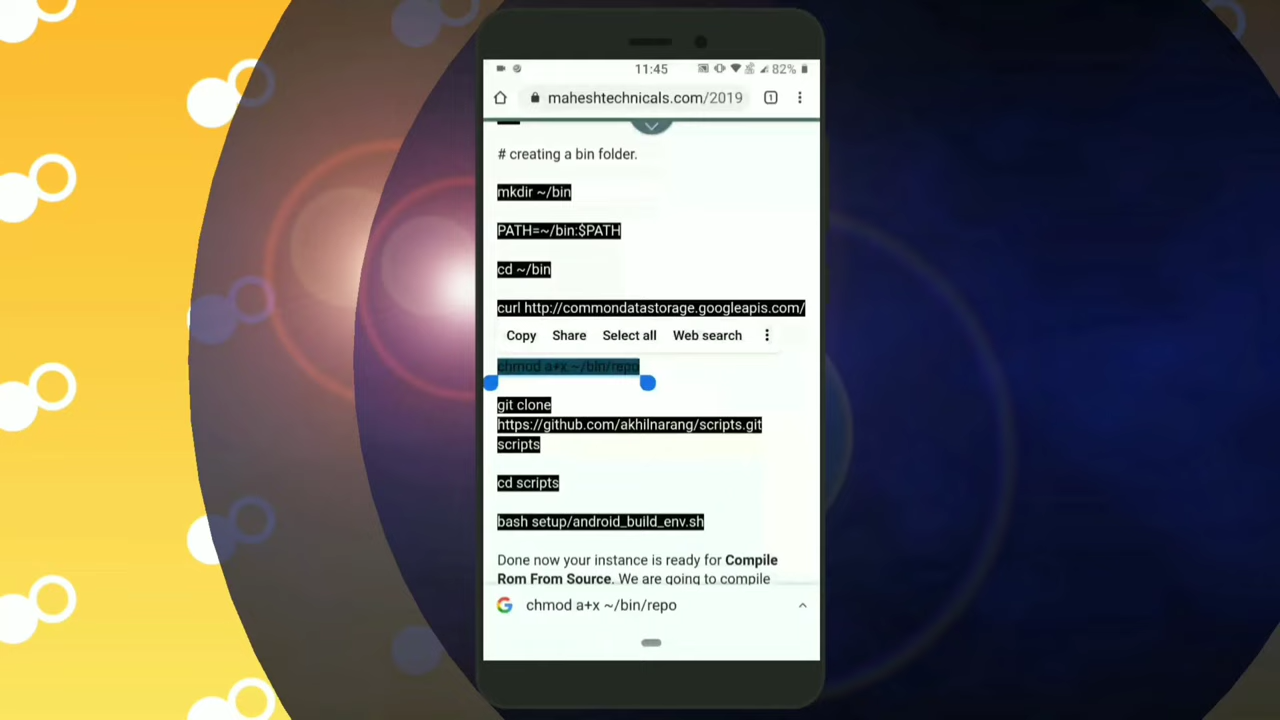 11:45
82%
maheshtechnicals.com/2019
1
# creating a bin folder.
mkdir ~/bin
PATH=~/bin:$PATH
cd ~/bin
curl http://commondatastorage.googleapis.com/
Copy Share Select all Web search
chmod a+x ~/bin/repo
git clone
https://github.com/akhilnarang/scripts.git
scripts
cd scripts
bash setup/android_build_env.sh
Done now your instance is ready for Compile
Rom From Source. We are going to compile
chmod a+x ~/bin/repo